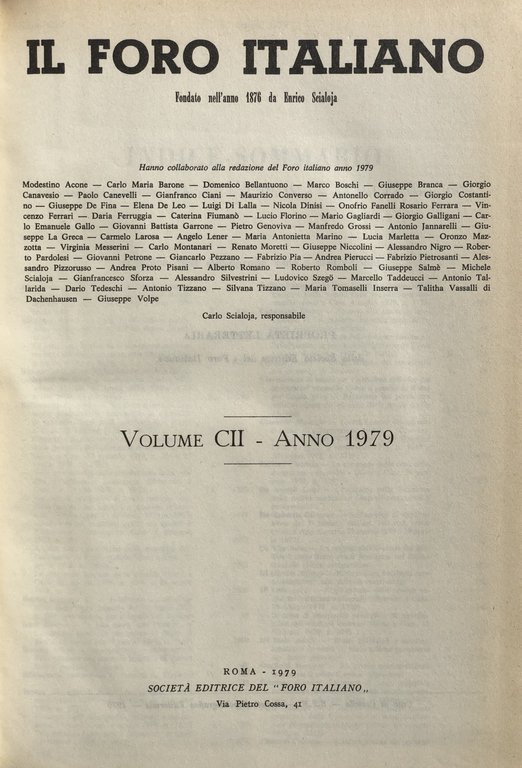 IL FORO ITALIANO
Fondato nell'anno 1876 da Enrico Scialoja
Hanno collaborato alla redazione del Foro italiano anno 1979
Modestino Acone — Carlo Maria Barone — Domenico Bellantuono — Marco Boschi — Giuseppe Branca — Giorgio
Canavesio — Paolo Canevelli — Gianfranco Ciani — Maurizio Converso — Antonello Corrado — Giorgio Costanti-
no — Giuseppe De Fina — Elena De Leo — Luigi Di Lalla — Nicola Dinisi — Onofrio Fanelli Rosario Ferrara — Vin-
cenzo Ferrari — Daria Ferruggia — Caterina Fiumanò — Lucio Florino — Mario Gagliardi — Giorgio Galligani — Car-
lo Emanuele Gallo — Giovanni Battista Garrone — Pietro Genoviva — Manfredo Grossi — Antonio Jannarelli — Giu-
seppe La Greca — Carmelo Larosa — Angelo Lener — Maria Antonietta Marino — Lucia Marletta — Oronzo Maz-
zotta — Virginia Messerini — Carlo Montanari — Renato Moretti — Giuseppe Niccolini — Alessandro Nigro — Rober-
to Pardolesi — Giovanni Petrone — Giancarlo Pezzano — Fabrizio Pia — Andrea Pierucci — Fabrizio Pietrosanti — Ales-
sandro Pizzorusso — Andrea Proto Pisani — Alberto Romano — Roberto Romboli — Giuseppe Salmè — Michele
Scialoja — Gianfrancesco Sforza — Alessandro Silvestrini — Ludovico Szegö — Marcello Taddeucci — Antonio Tal-
larida — Dario Tedeschi — Antonio Tizzano — Silvana Tizzano — Maria Tomaselli Inserra — Talitha Vassalli di
Dachenhausen — Giuseppe Volpe
Carlo Scialoja, responsabile
VOLUME CII - ANNO 1979
ROMA - 1979
SOCIETÀ EDITRICE DEL "FORO ITALIANO„
Via Pietro Cossa, 41